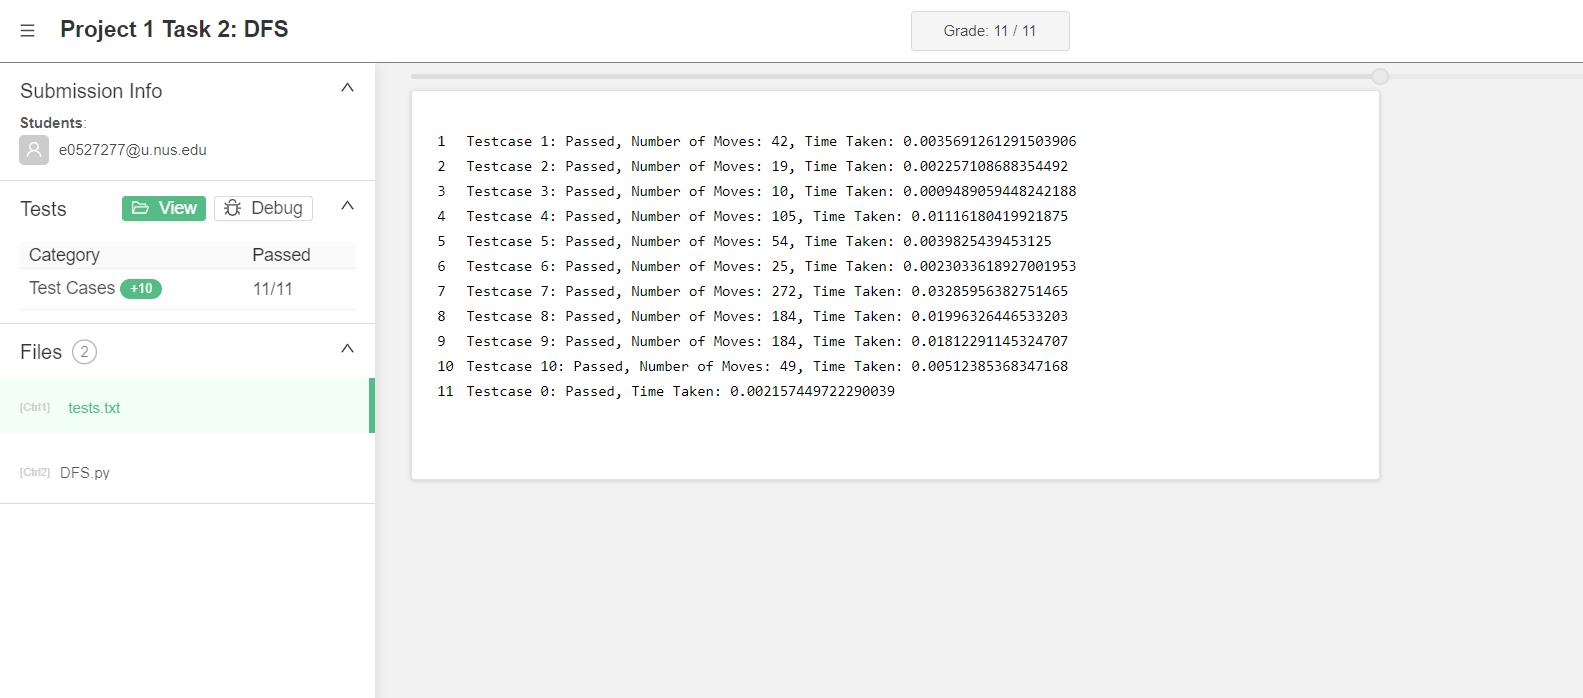 Project 1 Task 2: DFS
Grade: 11 / 11
Submission Info
Students:
e0527277@u.nus.edu
Tests View Debug
Category Passed
Test Cases +10 11/11
Files 2
[Ctrl1] tests.txt
[Ctrl2] DFS.py
1 Testcase 1: Passed, Number of Moves: 42, Time Taken: 0.0035691261291503906
2 Testcase 2: Passed, Number of Moves: 19, Time Taken: 0.002257108688354492
3 Testcase 3: Passed, Number of Moves: 10, Time Taken: 0.0009489059448242188
4 Testcase 4: Passed, Number of Moves: 105, Time Taken: 0.01116180419921875
5 Testcase 5: Passed, Number of Moves: 54, Time Taken: 0.0039825439453125
6 Testcase 6: Passed, Number of Moves: 25, Time Taken: 0.0023033618927001953
7 Testcase 7: Passed, Number of Moves: 272, Time Taken: 0.03285956382751465
8 Testcase 8: Passed, Number of Moves: 184, Time Taken: 0.01996326446533203
9 Testcase 9: Passed, Number of Moves: 184, Time Taken: 0.01812291145324707
10 Testcase 10: Passed, Number of Moves: 49, Time Taken: 0.00512385368347168
11 Testcase 0: Passed, Time Taken: 0.002157449722290039